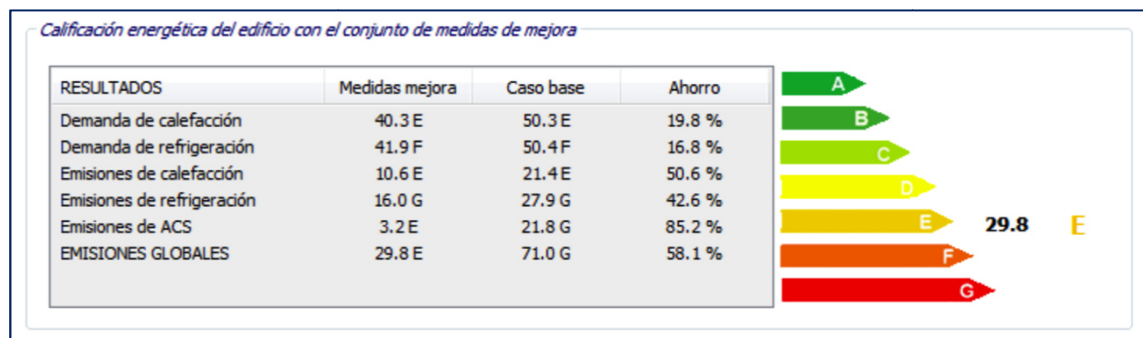 Calificación energética del edificio con el conjunto de medidas de mejora
RESULTADOS Medidas mejora Caso base Ahorro
Demanda de calefacción 40.3 E 50.3 E 19.8 %
Demanda de refrigeración 41.9 F 50.4 F 16.8 %
Emisiones de calefacción 10.6 E 21.4 E 50.6 %
Emisiones de refrigeración 16.0 G 27.9 G 42.6 %
Emisiones de ACS 3.2 E 21.8 G 85.2 %
EMISIONES GLOBALES 29.8 E 71.0 G 58.1 %
A
B
C
D
E 29.8 E
F
G